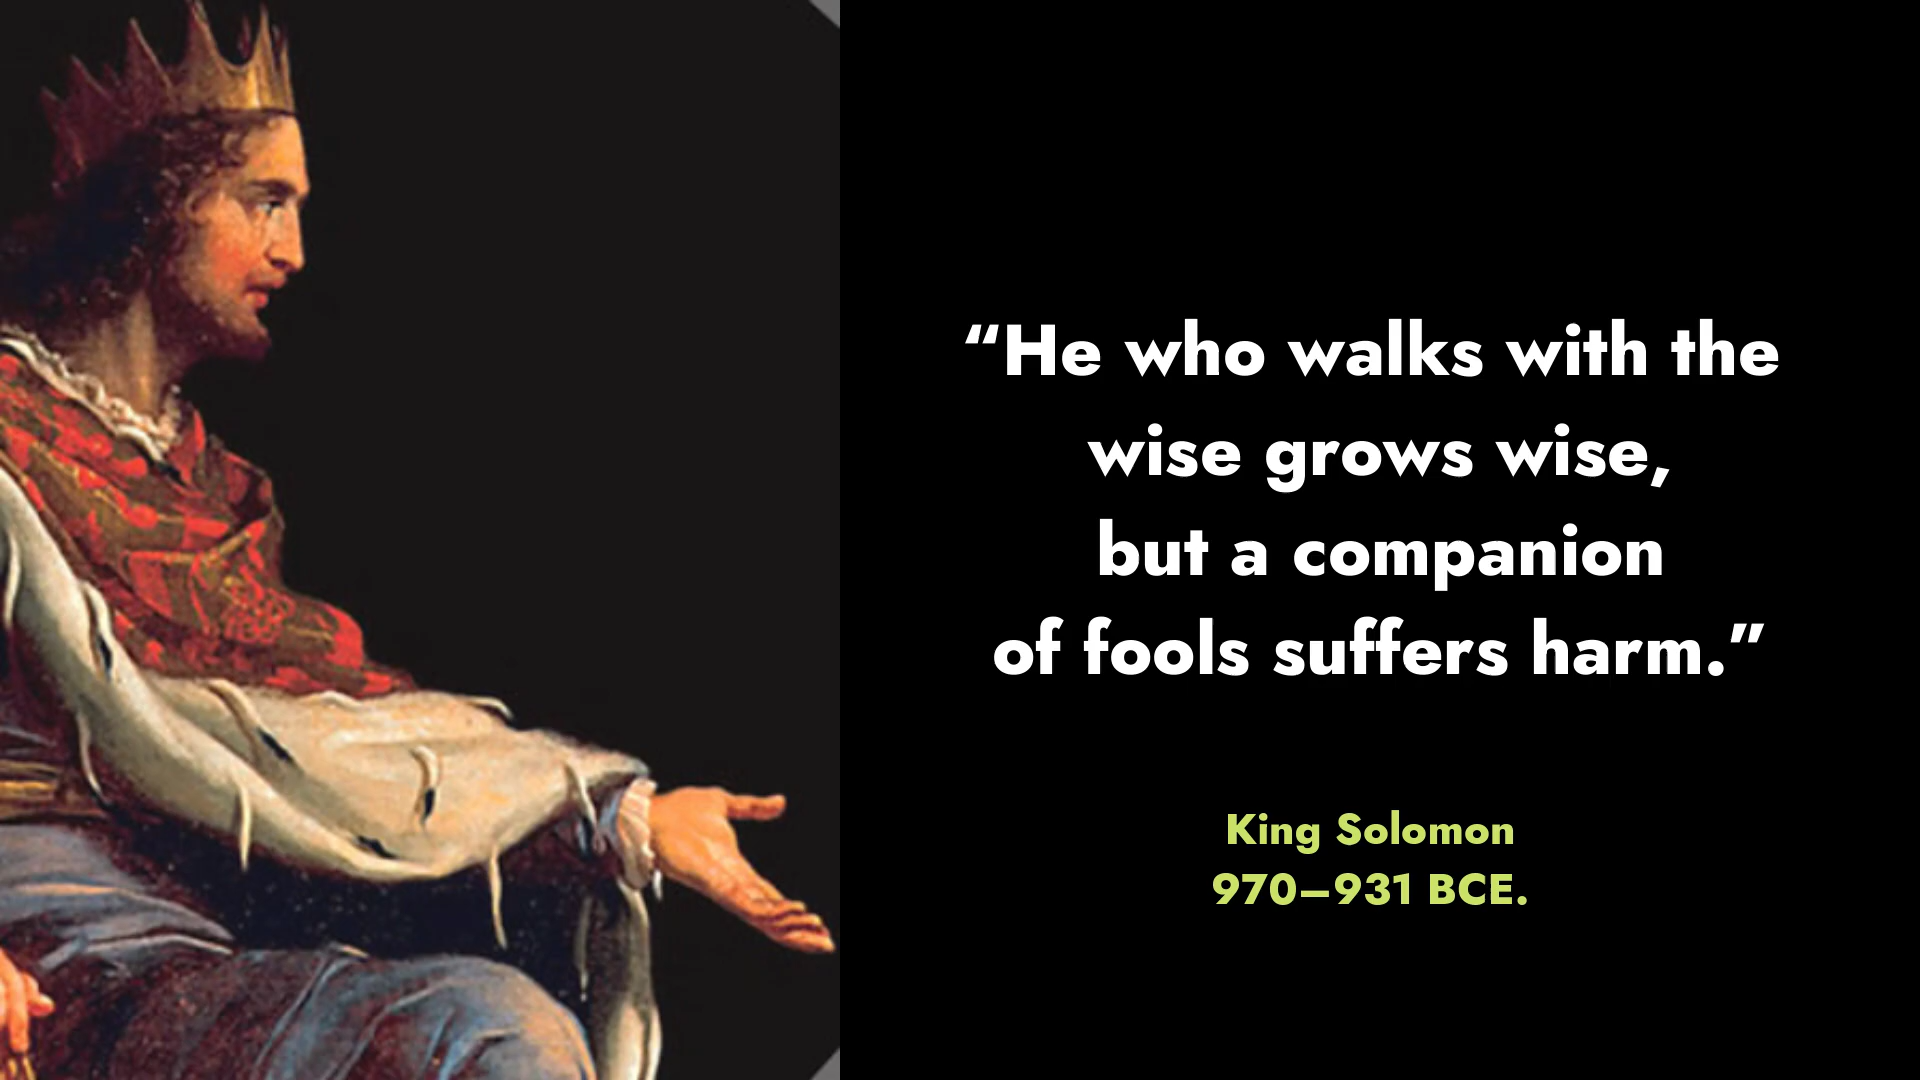 “He who walks with the
wise grows wise,
but a companion
of fools suffers harm.”
King Solomon
970–931 BCE.